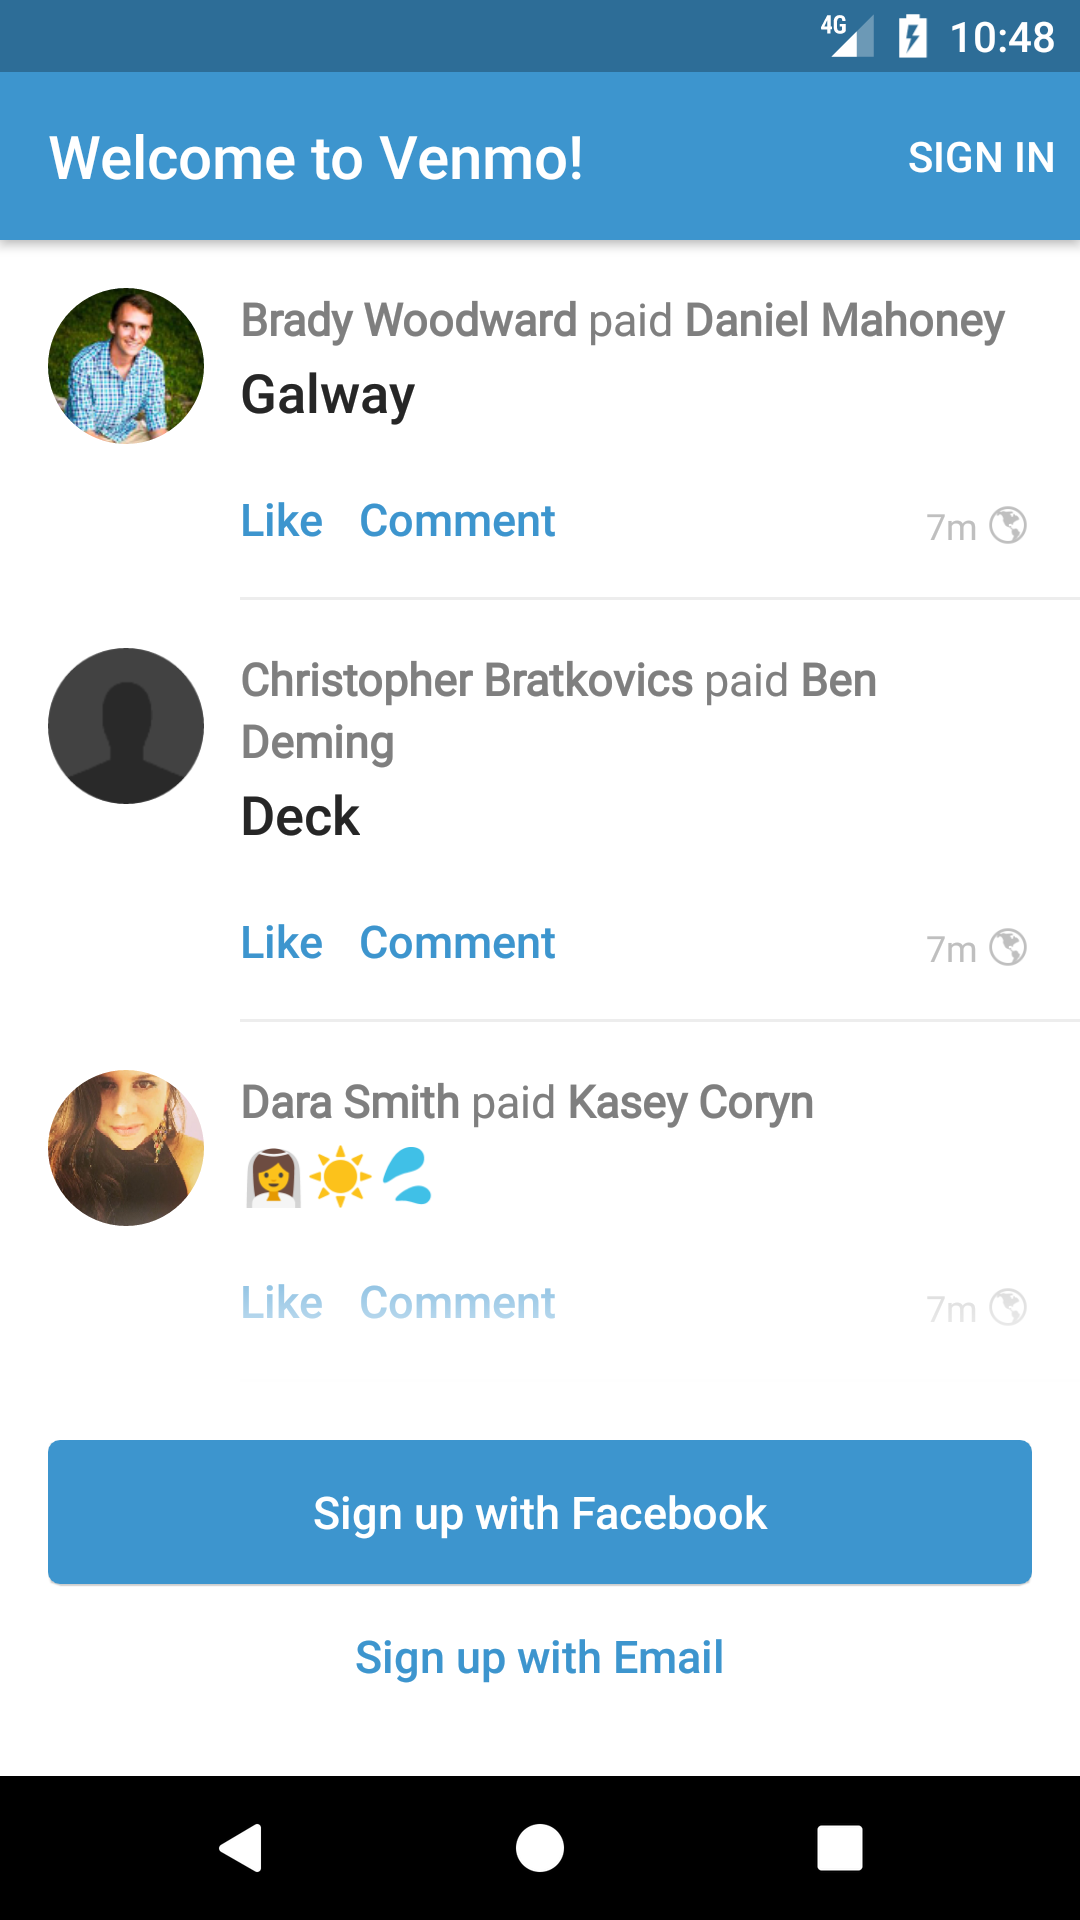 4G 10:48
Welcome to Venmo! SIGN IN
Brady Woodward paid Daniel Mahoney
Galway
Like Comment 7m
Christopher Bratkovics paid Ben
Deming
Deck
Like Comment 7m
Dara Smith paid Kasey Coryn
👰☀️💦
Like Comment 7m
Sign up with Facebook
Sign up with Email